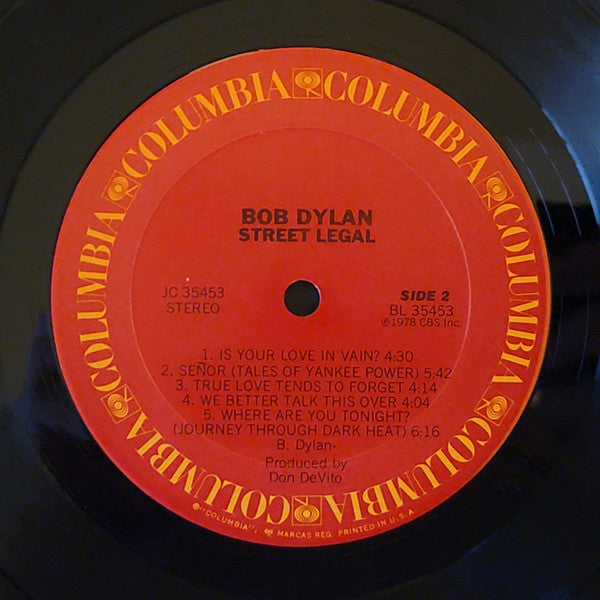 COLUMBIA COLUMBIA COLUMBIA COLUMBIA COLUMBIA COLUMBIA
BOB DYLAN
STREET LEGAL
JC 35453
STEREO
SIDE 2
BL 35453
℗1978 CBS Inc.
1. IS YOUR LOVE IN VAIN? 4:30
2. SEÑOR (TALES OF YANKEE POWER) 5:42
3. TRUE LOVE TENDS TO FORGET 4:14
4. WE BETTER TALK THIS OVER 4:04
5. WHERE ARE YOU TONIGHT?
(JOURNEY THROUGH DARK HEAT) 6:16
B. Dylan-
Produced by
Don DeVito
®"COLUMBIA", MARCAS REG. PRINTED IN U.S.A.